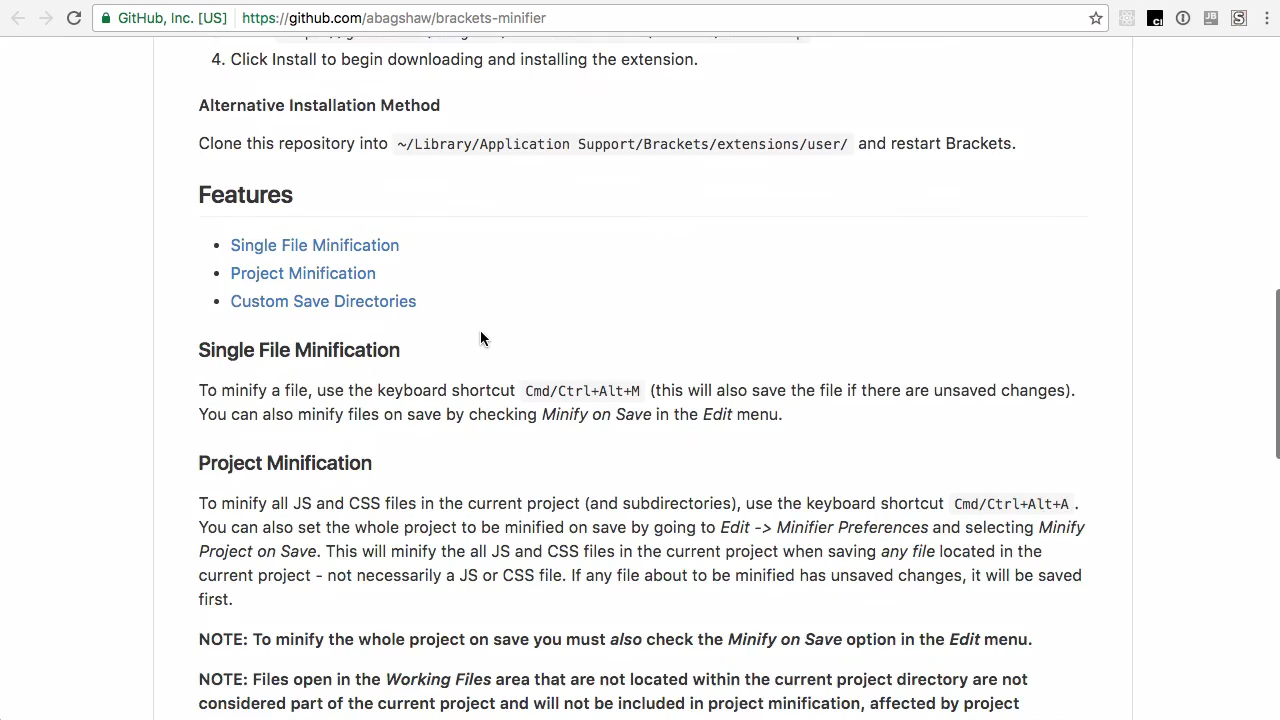 GitHub, Inc. [US] https://github.com/abagshaw/brackets-minifier
4. Click Install to begin downloading and installing the extension.
Alternative Installation Method
Clone this repository into ~/Library/Application Support/Brackets/extensions/user/ and restart Brackets.
Features
• Single File Minification
• Project Minification
• Custom Save Directories
Single File Minification
To minify a file, use the keyboard shortcut Cmd/Ctrl+Alt+M (this will also save the file if there are unsaved changes).
You can also minify files on save by checking Minify on Save in the Edit menu.
Project Minification
To minify all JS and CSS files in the current project (and subdirectories), use the keyboard shortcut Cmd/Ctrl+Alt+A.
You can also set the whole project to be minified on save by going to Edit -> Minifier Preferences and selecting Minify
Project on Save. This will minify the all JS and CSS files in the current project when saving any file located in the
current project - not necessarily a JS or CSS file. If any file about to be minified has unsaved changes, it will be saved
first.
NOTE: To minify the whole project on save you must also check the Minify on Save option in the Edit menu.
NOTE: Files open in the Working Files area that are not located within the current project directory are not
considered part of the current project and will not be included in project minification, affected by project